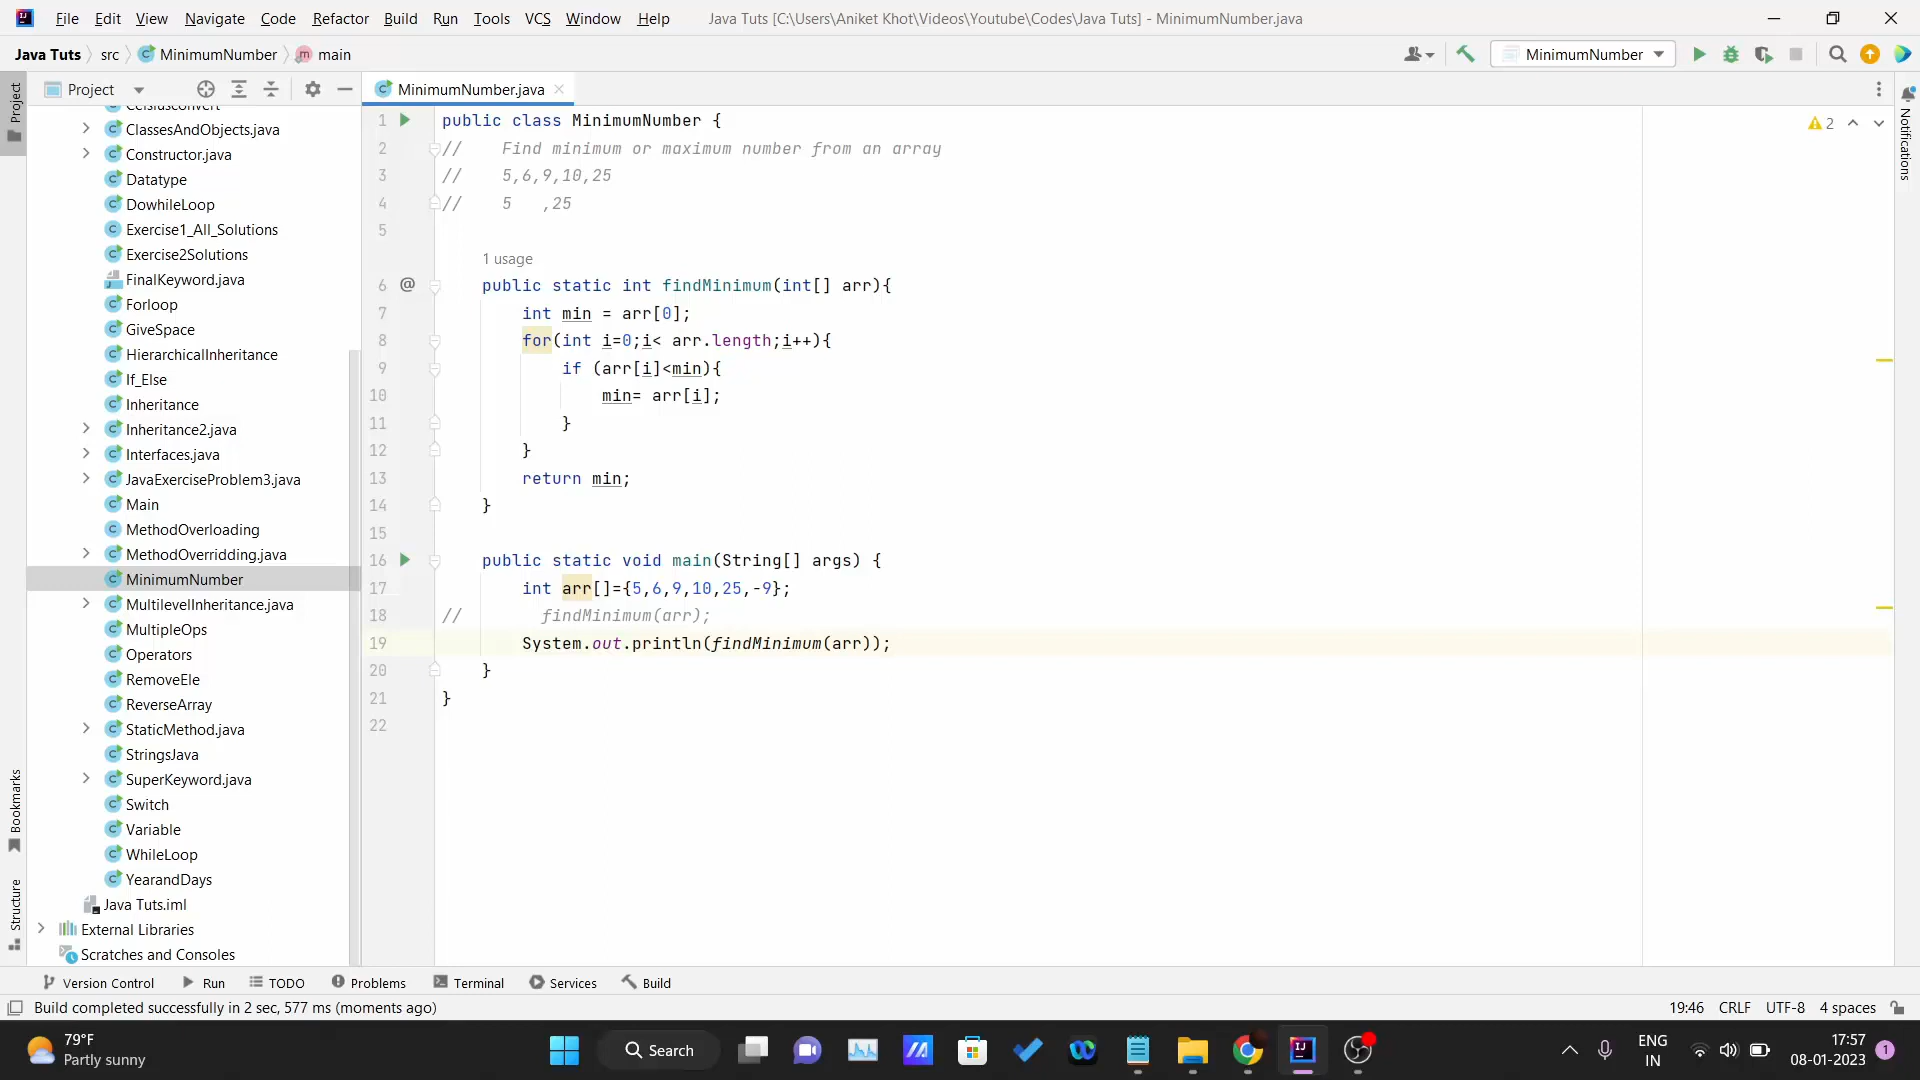 File Edit View Navigate Code Refactor Build Run Tools VCS Window Help Java Tuts [C:\Users\Aniket Khot\Videos\Youtube\Codes\Java Tuts] - MinimumNumber.java
Java Tuts src MinimumNumber main MinimumNumber
Project
Project
Bookmarks
Structure
ClassesAndObjects.java
Constructor.java
Datatype
DowhileLoop
Exercise1_All_Solutions
Exercise2Solutions
FinalKeyword.java
Forloop
GiveSpace
HierarchicalInheritance
If_Else
Inheritance
Inheritance2.java
Interfaces.java
JavaExerciseProblem3.java
Main
MethodOverloading
MethodOverridding.java
MinimumNumber
MultilevelInheritance.java
MultipleOps
Operators
RemoveEle
ReverseArray
StaticMethod.java
StringsJava
SuperKeyword.java
Switch
Variable
WhileLoop
YearandDays
Java Tuts.iml
External Libraries
Scratches and Consoles
MinimumNumber.java
1 public class MinimumNumber {
2 // Find minimum or maximum number from an array
3 // 5,6,9,10,25
4 // 5 ,25
5
1 usage
6 @ public static int findMinimum(int[] arr){
7 int min = arr[0];
8 for(int i=0;i< arr.length;i++){
9 if (arr[i]<min){
10 min= arr[i];
11 }
12 }
13 return min;
14 }
15
16 public static void main(String[] args) {
17 int arr[]={5,6,9,10,25,-9};
18 // findMinimum(arr);
19 System.out.println(findMinimum(arr));
20 }
21 }
22
2
Notifications
Version Control Run TODO Problems Terminal Services Build
Build completed successfully in 2 sec, 577 ms (moments ago) 19:46 CRLF UTF-8 4 spaces
79°F
Partly sunny
Search
ENG
IN
17:57
08-01-2023
1